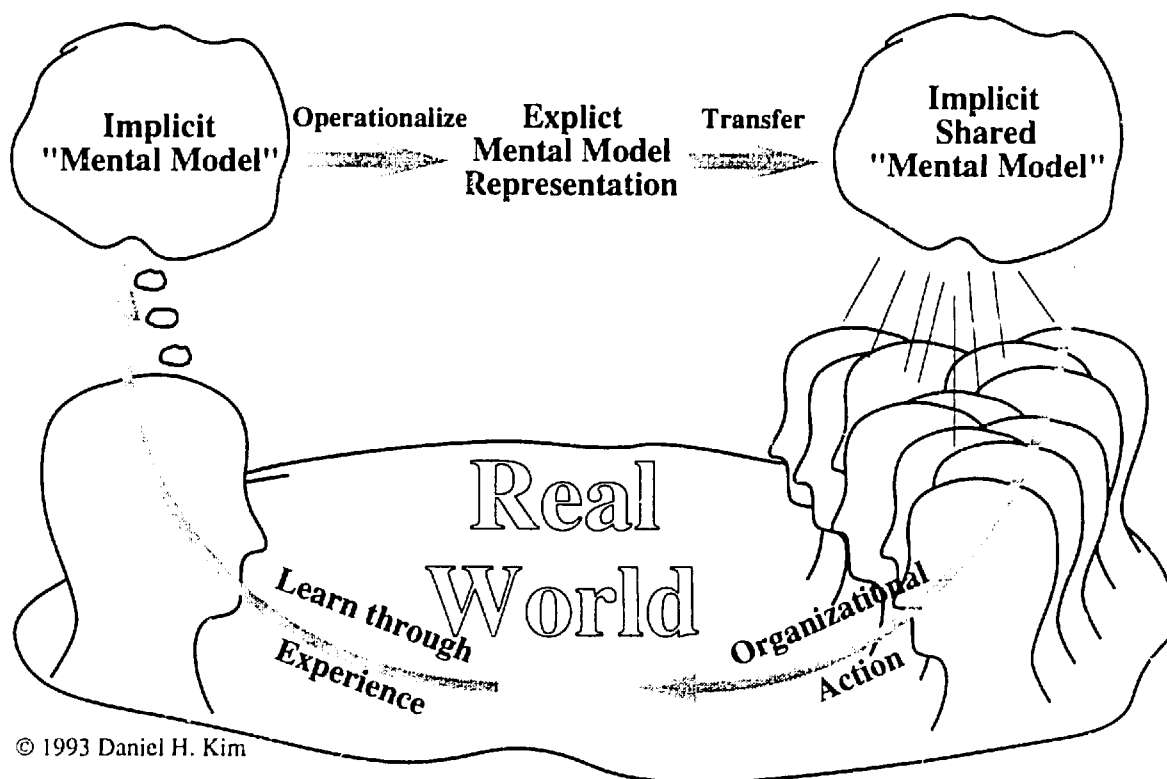 Implicit
"Mental Model"
Operationalize
Explict
Mental Model
Representation
Transfer
Implicit
Shared
"Mental Model"
Real
World
Learn through
Experience
Organizational
Action
© 1993 Daniel H. Kim